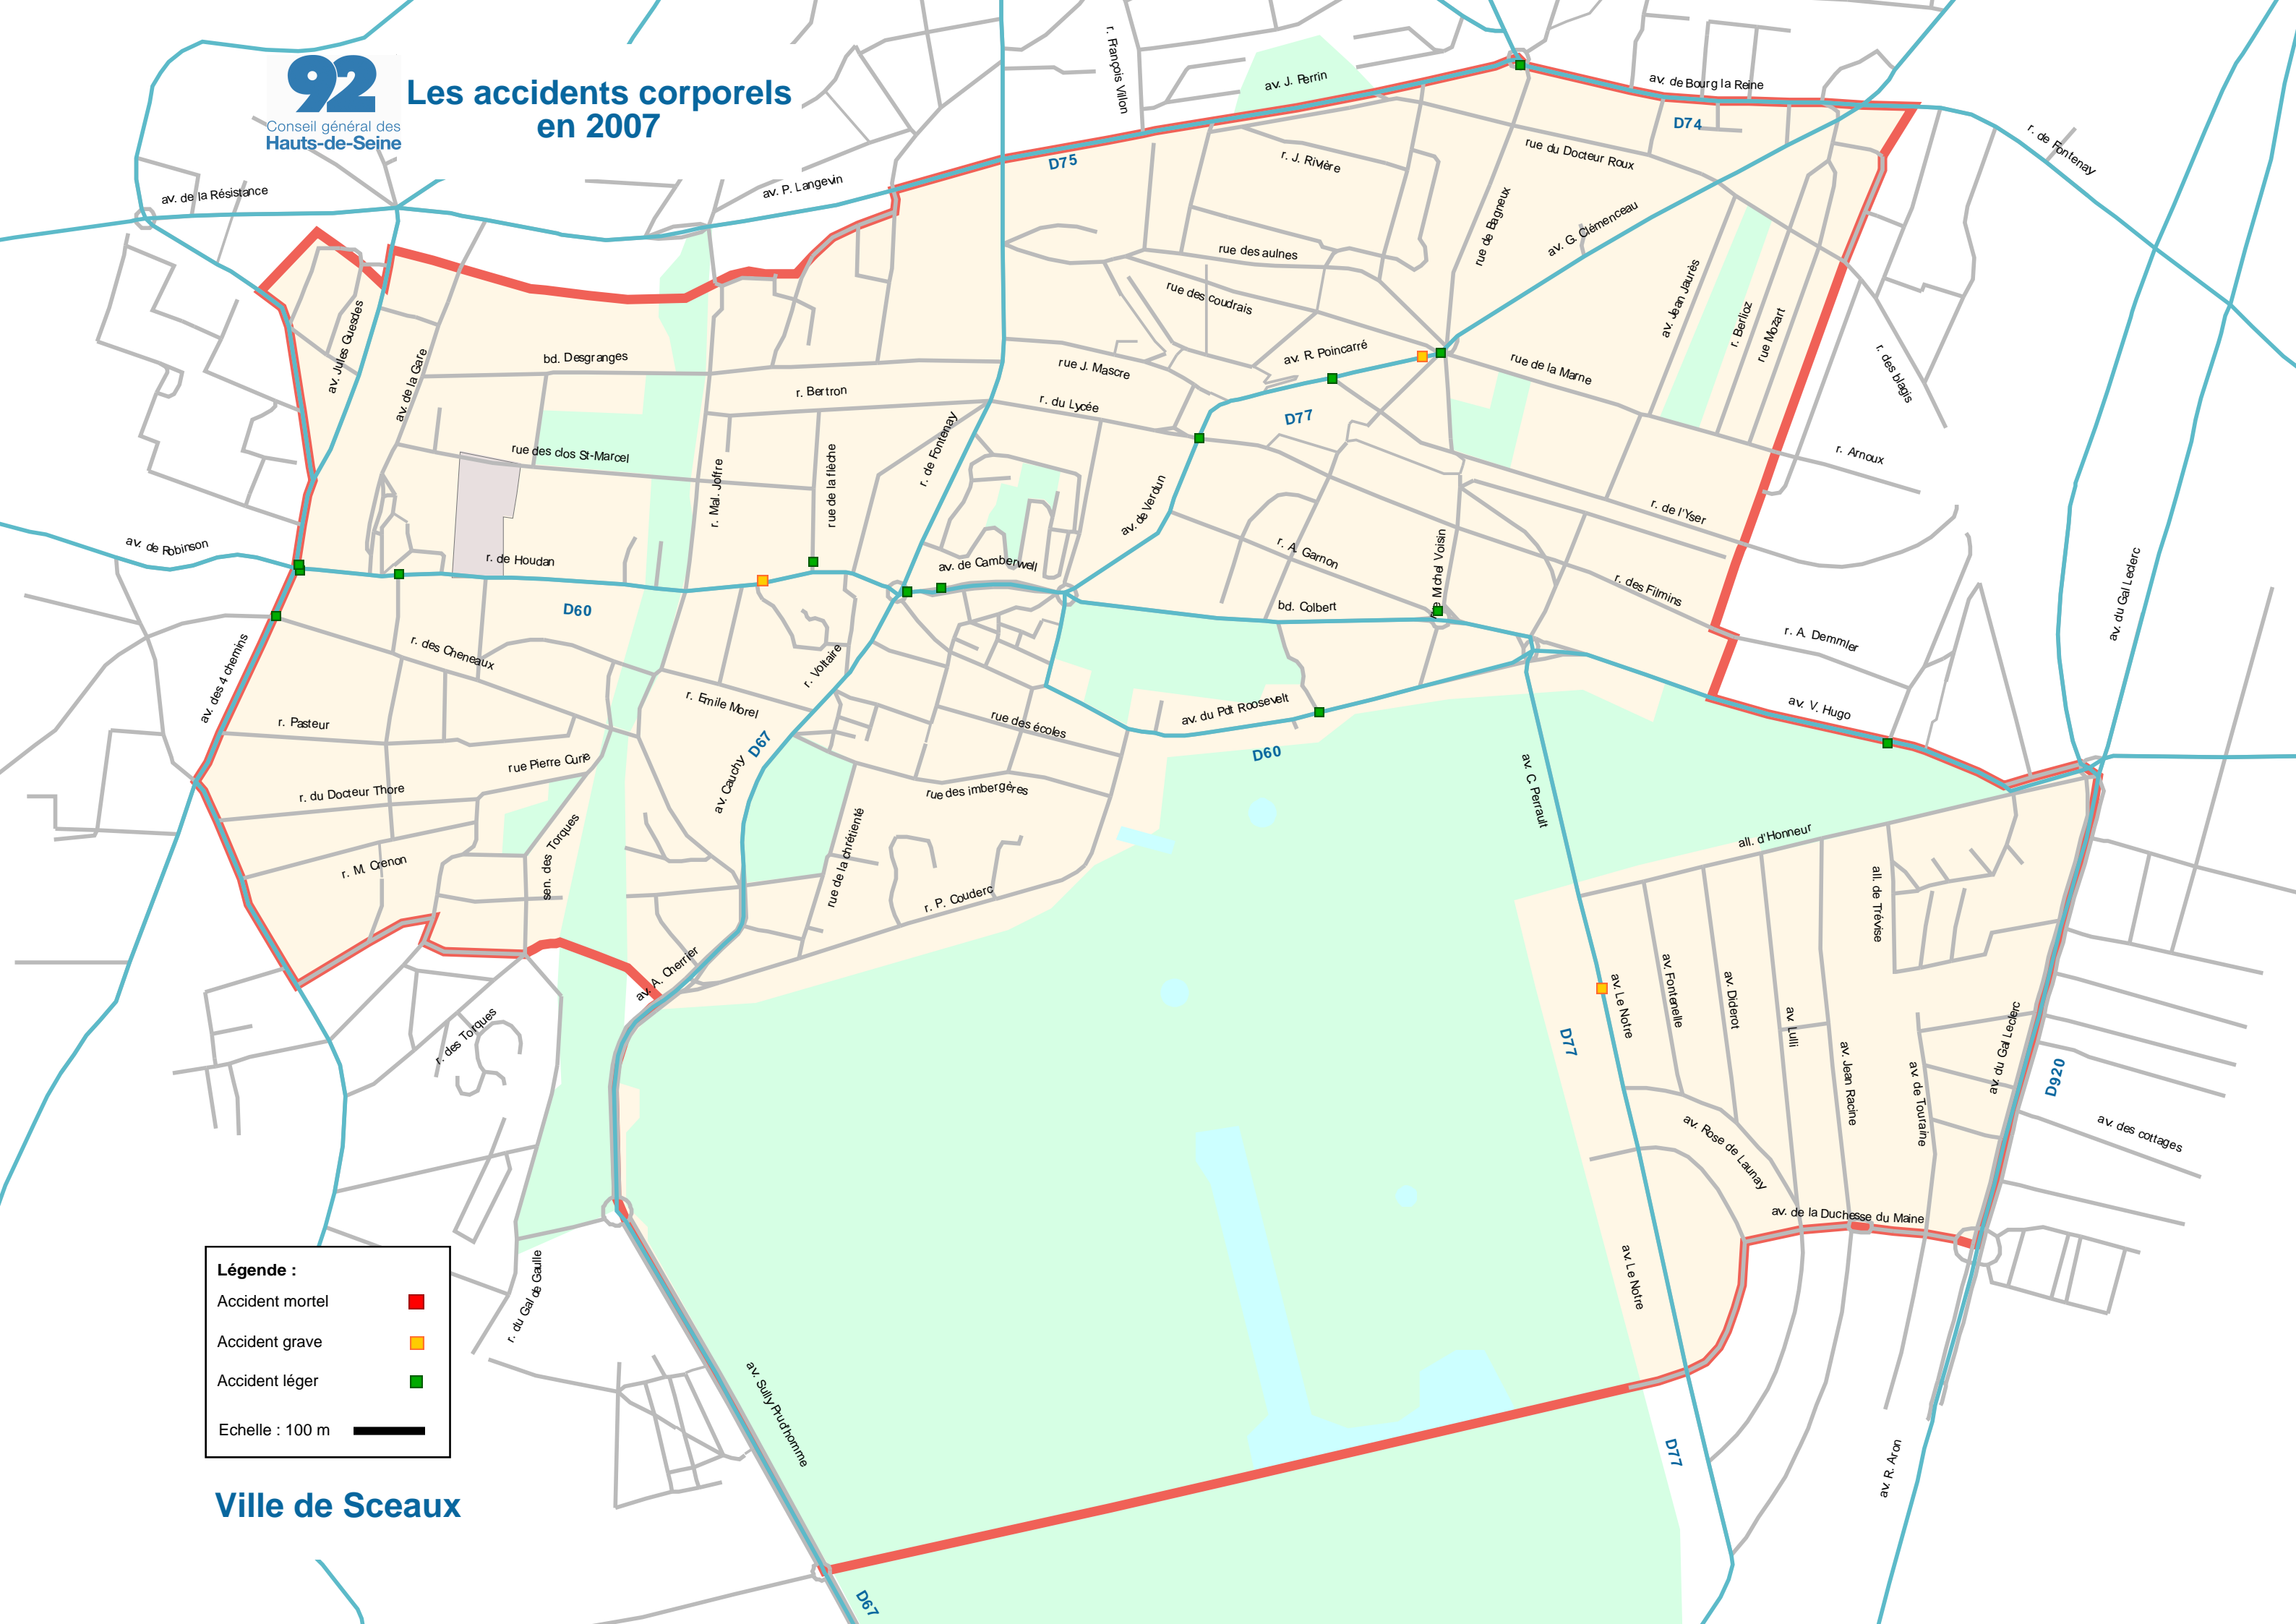 92
Conseil général des
Hauts-de-Seine
Les accidents corporels
en 2007
r. François Villon
av. J. Perrin
av. de Bourg la Reine
D74
r. de Fontenay
av. de la Résistance
av. P. Langevin
D75
r. J. Rivière
rue du Docteur Roux
rue de Bagneux
av. G. Clémenceau
rue des aulnes
rue des coudrais
av. Jean Jaurès
r. Berlioz
rue Mozart
av. Jules Guesdes
av. de la Gare
bd. Desgranges
r. Bertron
rue J. Mascre
av. R. Poincarré
rue de la Marne
r. des blagis
r. du Lycée
D77
r. de Fontenay
rue des clos St-Marcel
r. Mal. Joffre
rue de la flèche
av. de Verdun
r. Arnoux
r. de l'Yser
av. de Robinson
r. de Houdan
av. de Camberwell
r. A. Garnon
rue Michel Voisin
r. des Filmins
av. du Gal Leclerc
D60
bd. Colbert
r. A. Demmler
av. des 4 chemins
r. des Cheneaux
r. Voltaire
r. Emile Morel
av. du Pdt Roosevelt
av. V. Hugo
r. Pasteur
rue des écoles
D67
D60
rue Pierre Curie
av. Cauchy
av. C. Perrault
r. du Docteur Thore
rue des imbergères
all. d'Honneur
r. M. Crenon
sen. des Torques
rue de la chrétienté
r. P. Couderc
all. de Trévise
av. A. Cherrier
av. Le Notre
av. Fontenelle
av. Diderot
av. Lulli
av. Jean Racine
av. de Touraine
av. du Gal Leclerc
r. des Torques
D77
D920
av. Rose de Launay
av. des cottages
av. de la Duchesse du Maine
r. du Gal de Gaulle
av. Le Notre
Légende :
Accident mortel
Accident grave
Accident léger
Echelle : 100 m
av. Sully Prud'homme
D77
av. R. Aron
Ville de Sceaux
D67